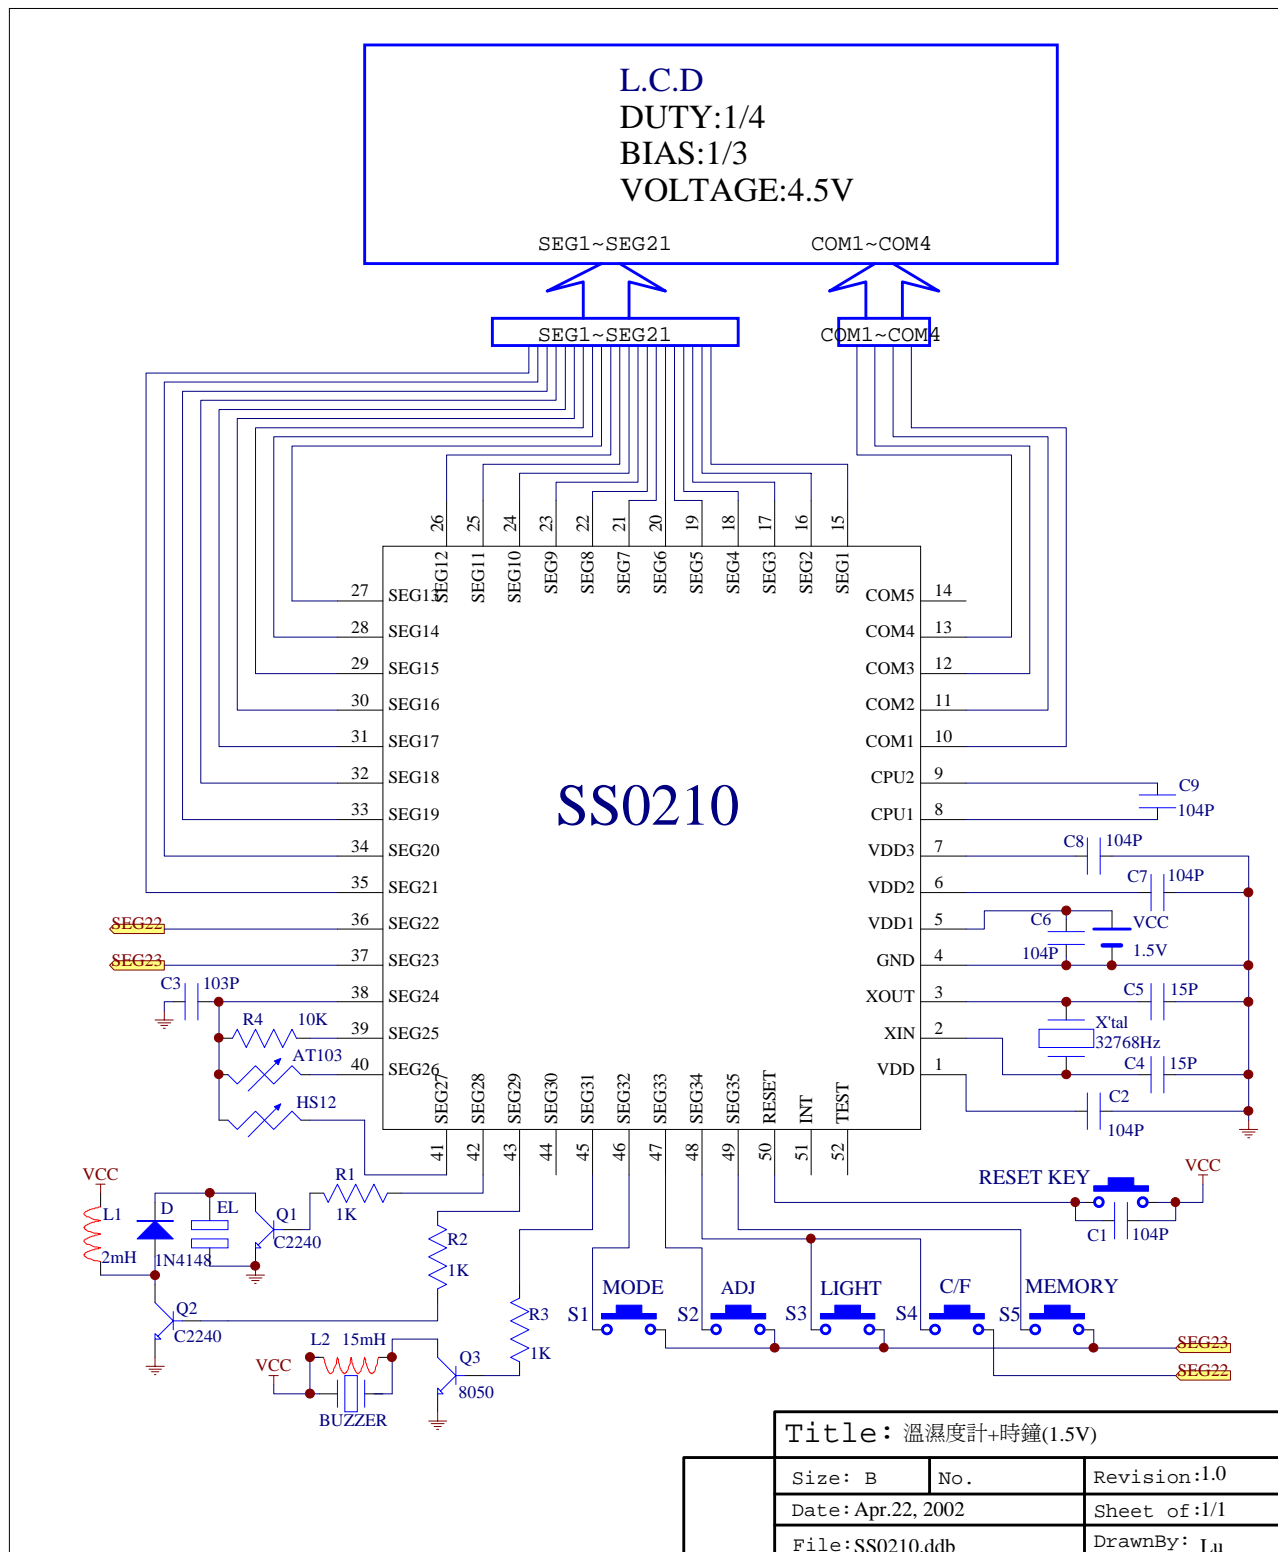 L.C.D
DUTY:1/4
BIAS:1/3
VOLTAGE:4.5V
SEG1~SEG21 COM1~COM4
SEG1~SEG21 COM1~COM4
26 25 24 23 22 21 20 19 18 17 16 15
SEG12 SEG11 SEG10 SEG9 SEG8 SEG7 SEG6 SEG5 SEG4 SEG3 SEG2 SEG1
27 SEG13 COM5 14
28 SEG14 COM4 13
29 SEG15 COM3 12
30 SEG16 COM2 11
31 SEG17 COM1 10
32 SEG18 CPU2 9
C9
104P
SS0210
33 SEG19 CPU1 8
34 SEG20 VDD3 7 C8 104P
35 SEG21 VDD2 6 C7 104P
SEG22 36 SEG22 VDD1 5 C6 104P VCC 1.5V
SEG23 37 SEG23 GND 4
C3 103P 38 SEG24 XOUT 3 C5 15P
R4 10K 39 SEG25 XIN 2 X'tal
32768Hz
AT103 40 SEG26 VDD 1 C4 15P
HS12 C2 104P
SEG27 SEG28 SEG29 SEG30 SEG31 SEG32 SEG33 SEG34 SEG35 RESET INT TEST
41 42 43 44 45 46 47 48 49 50 51 52
VCC R1 1K RESET KEY VCC
L1 2mH D 1N4148 EL Q1 C2240 C1 104P
R2 1K
Q2 C2240
R3 1K
S1 MODE S2 ADJ S3 LIGHT S4 C/F S5 MEMORY
SEG23
SEG22
VCC L2 15mH Q3 8050
BUZZER
Title: 溫濕度計+時鐘(1.5V)
Size: B No. Revision:1.0
Date: Apr.22, 2002 Sheet of:1/1
File:SS0210.ddb DrawnBy: Lu